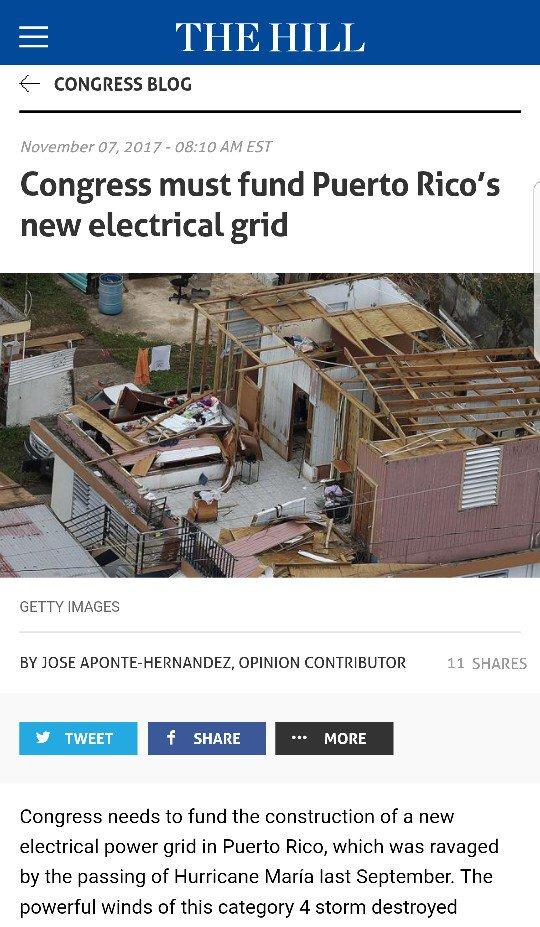 THE HILL
CONGRESS BLOG
November 07, 2017 - 08:10 AM EST
Congress must fund Puerto Rico's
new electrical grid
GETTY IMAGES
BY JOSE APONTE-HERNANDEZ, OPINION CONTRIBUTOR 11 SHARES
TWEET SHARE MORE
Congress needs to fund the construction of a new
electrical power grid in Puerto Rico, which was ravaged
by the passing of Hurricane María last September. The
powerful winds of this category 4 storm destroyed